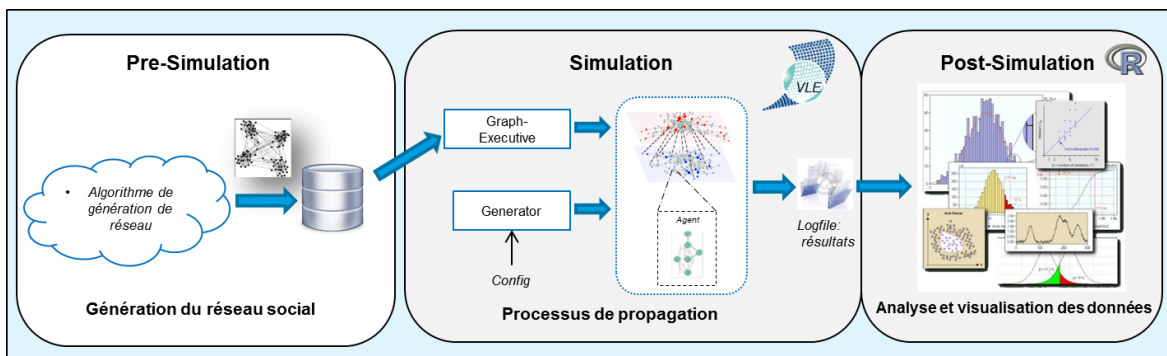 Pre-Simulation
• Algorithme de
génération de
réseau
Génération du réseau social
Simulation
VLE
Graph-
Executive
Generator
Config
Agent
Logfile:
résultats
Processus de propagation
Post-Simulation
R
Analyse et visualisation des données